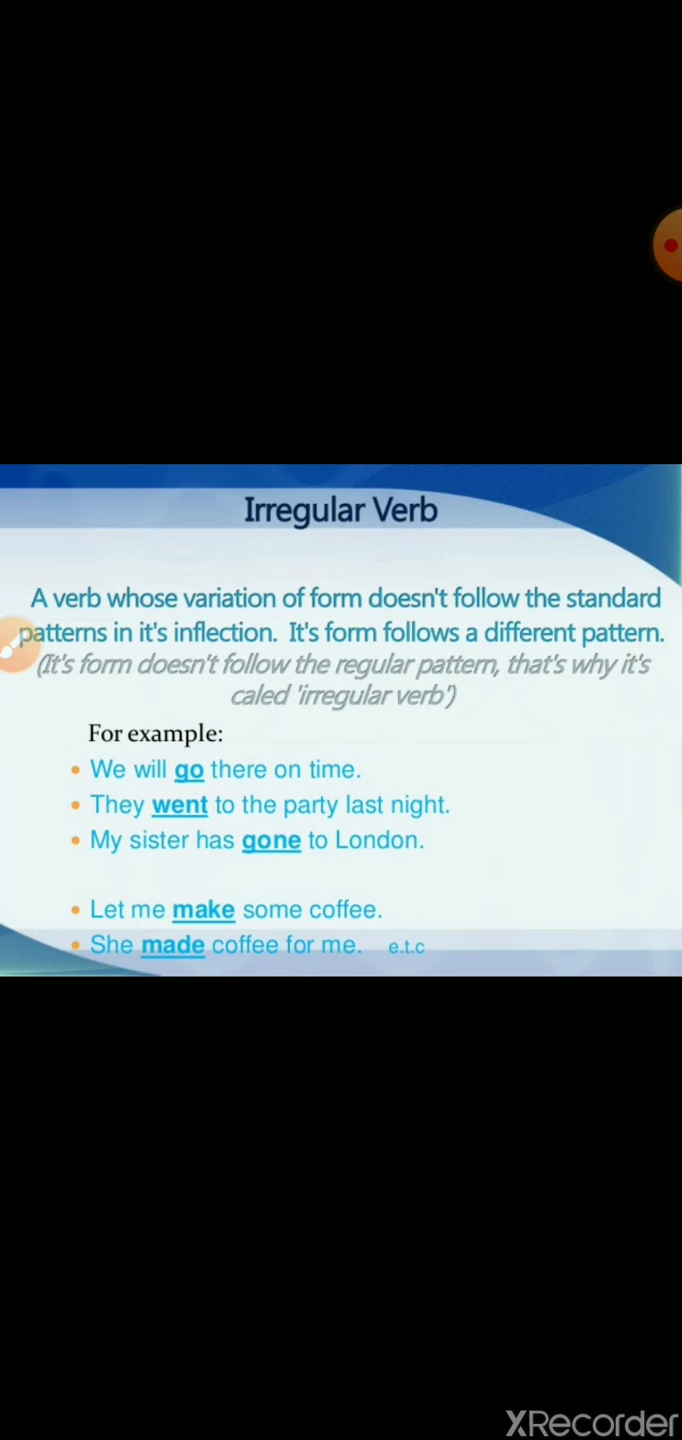 Irregular Verb
A verb whose variation of form doesn't follow the standard
patterns in it's inflection. It's form follows a different pattern.
(It's form doesn't follow the regular pattern, that's why it's
caled 'irregular verb')
For example:
• We will go there on time.
• They went to the party last night.
• My sister has gone to London.
• Let me make some coffee.
• She made coffee for me. e.t.c
XRecorder